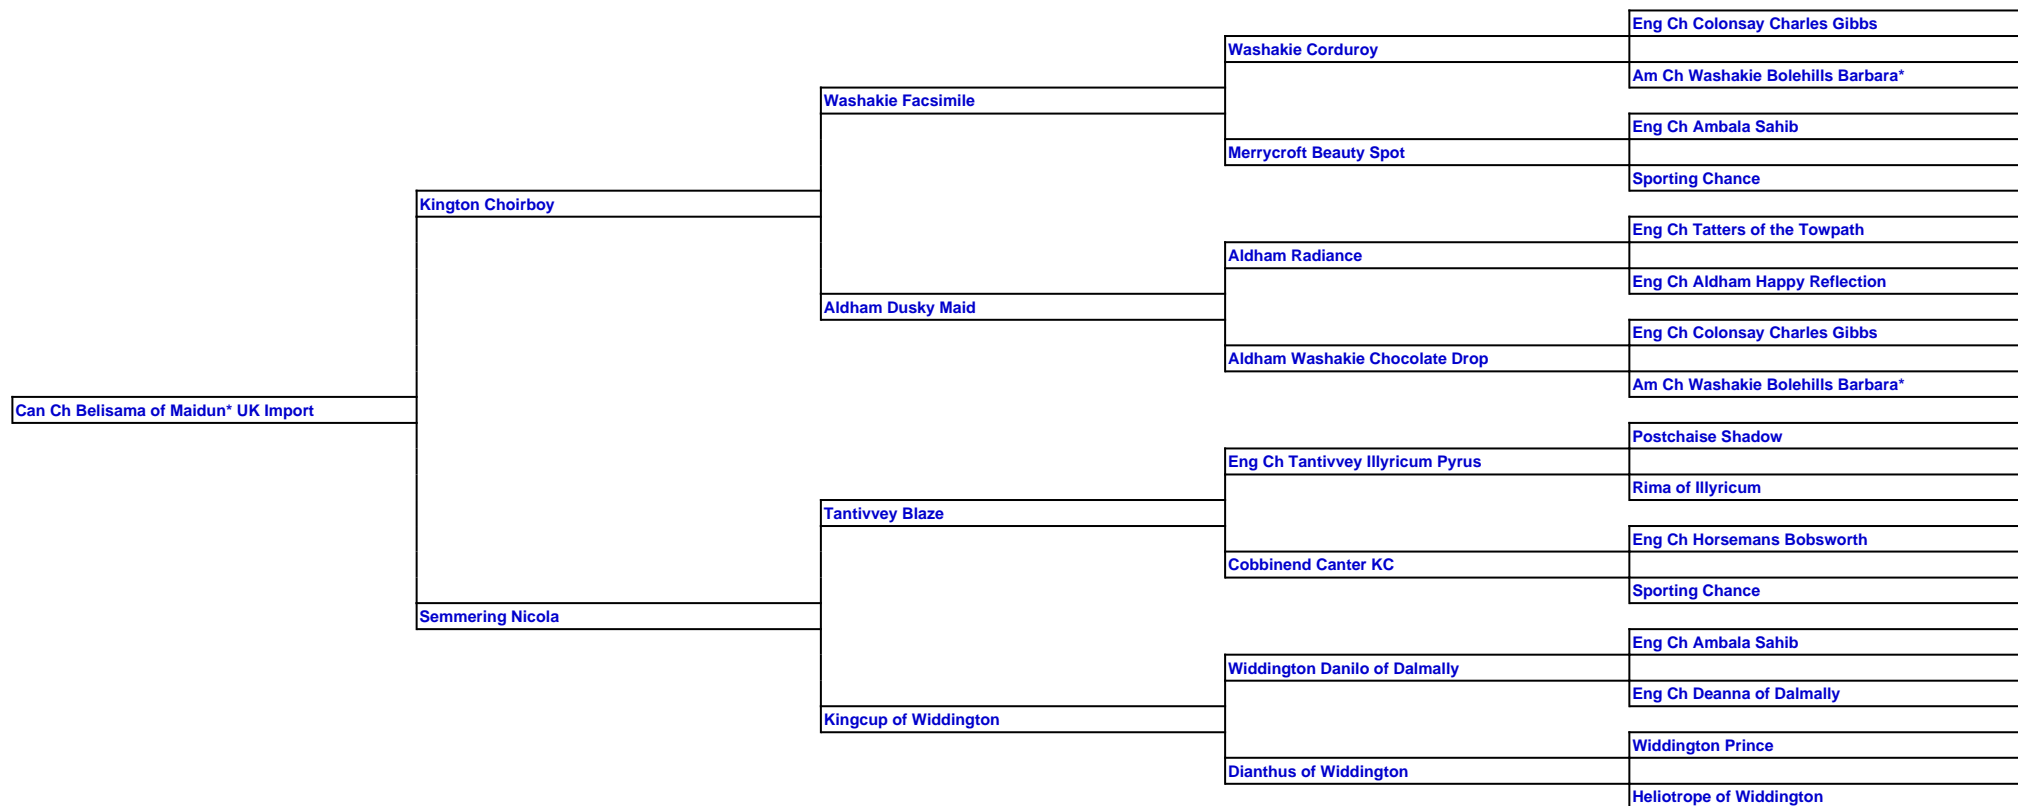 Eng Ch Colonsay Charles Gibbs
Washakie Corduroy
Am Ch Washakie Bolehills Barbara*
Washakie Facsimile
Eng Ch Ambala Sahib
Merrycroft Beauty Spot
Sporting Chance
Kington Choirboy
Eng Ch Tatters of the Towpath
Aldham Radiance
Eng Ch Aldham Happy Reflection
Aldham Dusky Maid
Eng Ch Colonsay Charles Gibbs
Aldham Washakie Chocolate Drop
Am Ch Washakie Bolehills Barbara*
Can Ch Belisama of Maidun* UK Import
Postchaise Shadow
Eng Ch Tantivvey Illyricum Pyrus
Rima of Illyricum
Tantivvey Blaze
Eng Ch Horsemans Bobsworth
Cobbinend Canter KC
Sporting Chance
Semmering Nicola
Eng Ch Ambala Sahib
Widdington Danilo of Dalmally
Eng Ch Deanna of Dalmally
Kingcup of Widdington
Widdington Prince
Dianthus of Widdington
Heliotrope of Widdington